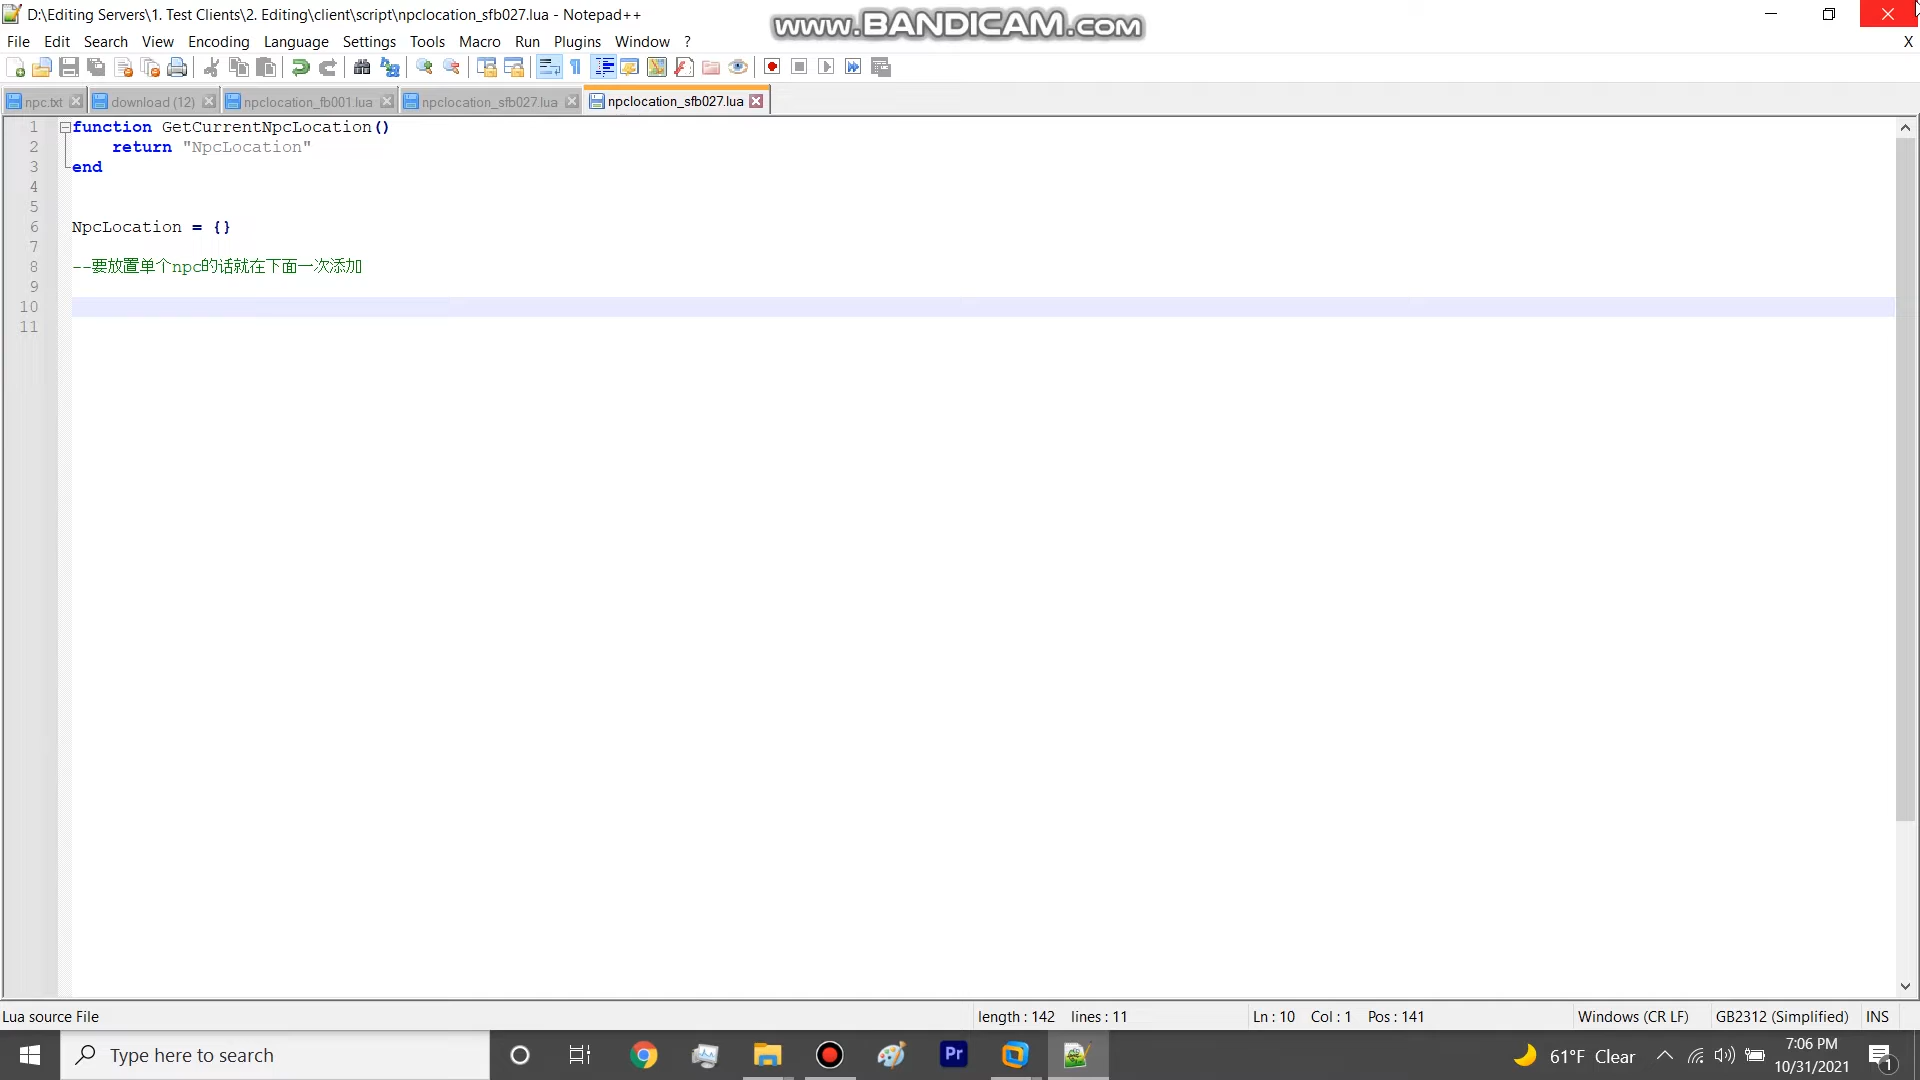 D:\Editing Servers\1. Test Clients\2. Editing\client\script\npclocation_sfb027.lua - Notepad++
www.BANDICAM.com
File Edit Search View Encoding Language Settings Tools Macro Run Plugins Window ?
X
npc.txt download (12) npclocation_fb001.lua npclocation_sfb027.lua npclocation_sfb027.lua
1 function GetCurrentNpcLocation()
2 return "NpcLocation"
3 end
4
5
6 NpcLocation = {}
7
8 --要放置单个npc的话就在下面一次添加
9
10
11
Lua source File length : 142 lines : 11 Ln : 10 Col : 1 Pos : 141 Windows (CR LF) GB2312 (Simplified) INS
Type here to search
Pr
61°F Clear
7:06 PM
10/31/2021
1